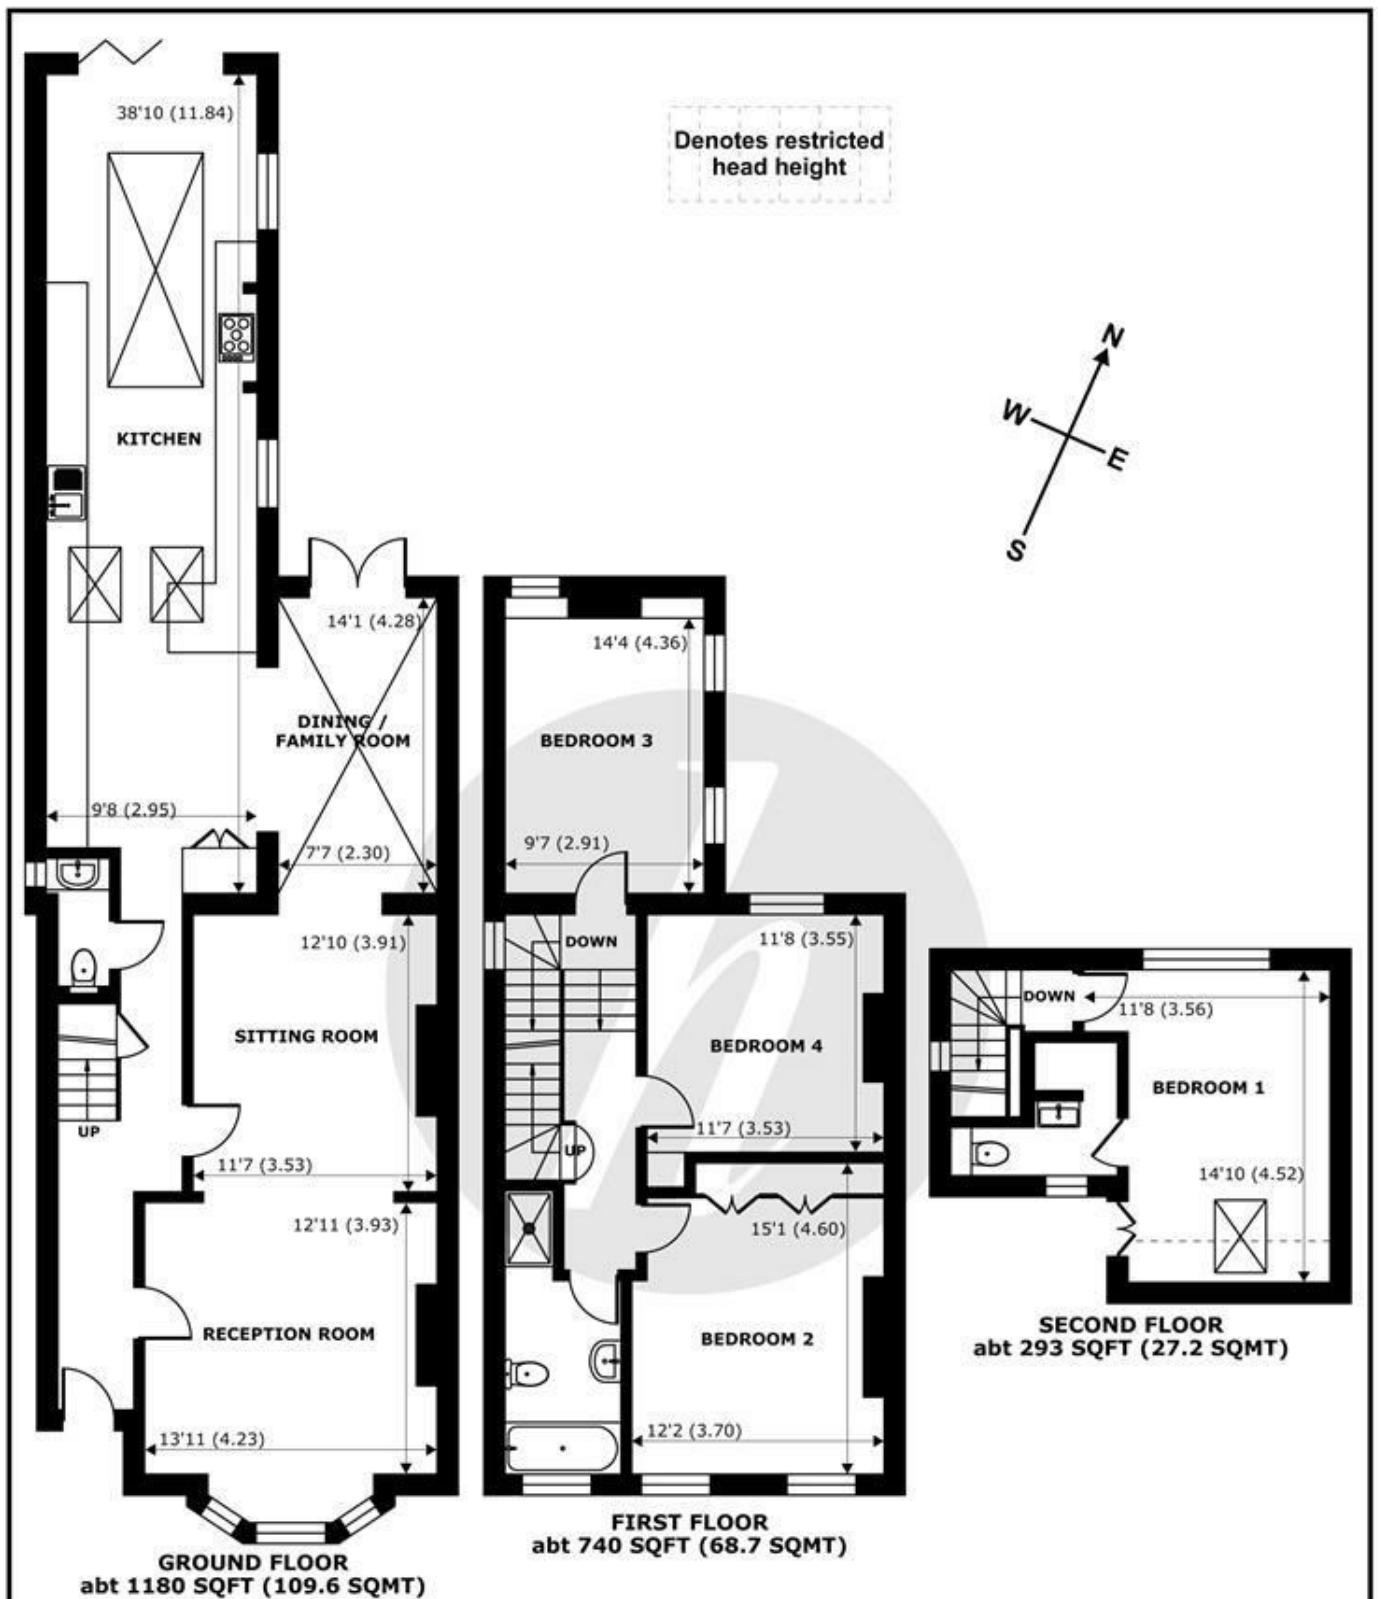 38'10 (11.84)
Denotes restricted
head height
N
W
E
S
KITCHEN
14'1 (4.28)
DINING /
FAMILY ROOM
9'8 (2.95)
7'7 (2.30)
12'10 (3.91)
SITTING ROOM
UP
11'7 (3.53)
12'11 (3.93)
RECEPTION ROOM
13'11 (4.23)
GROUND FLOOR
abt 1180 SQFT (109.6 SQMT)
14'4 (4.36)
BEDROOM 3
9'7 (2.91)
DOWN
11'8 (3.55)
BEDROOM 4
UP
11'7 (3.53)
15'1 (4.60)
BEDROOM 2
12'2 (3.70)
FIRST FLOOR
abt 740 SQFT (68.7 SQMT)
DOWN
11'8 (3.56)
BEDROOM 1
14'10 (4.52)
SECOND FLOOR
abt 293 SQFT (27.2 SQMT)
h